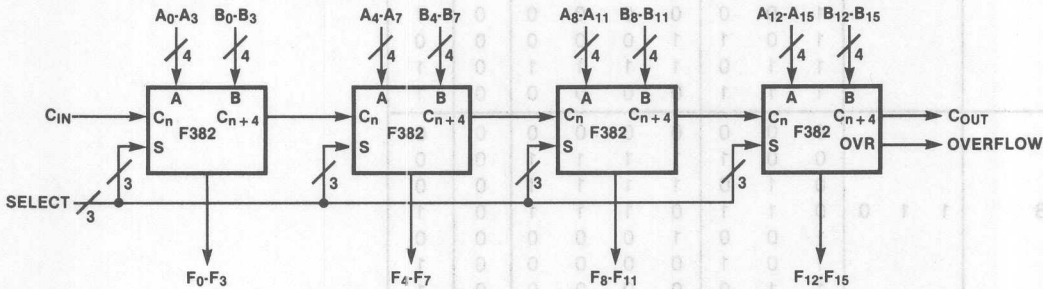 A0-A3 B0-B3 A4-A7 B4-B7 A8-A11 B8-B11 A12-A15 B12-B15
4 4 4 4 4 4 4 4
A B A B A B A B
CIN Cn Cn+4 Cn Cn+4 Cn Cn+4 Cn Cn+4 COUT
F382 F382 F382 F382
S S S S OVR OVERFLOW
3 3 3
SELECT 3
F0-F3 F4-F7 F8-F11 F12-F15